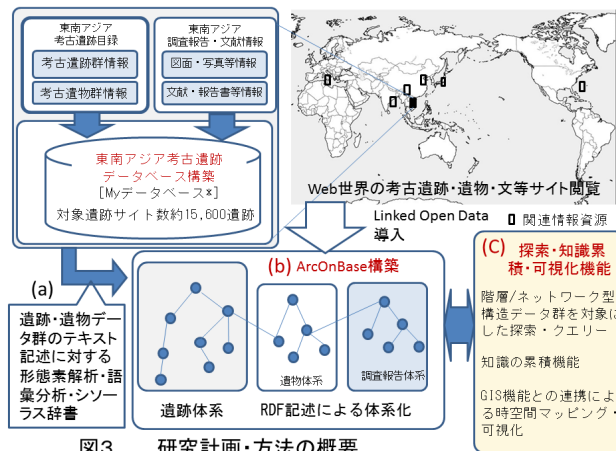 東南アジア
考古遺跡目録
考古遺跡群情報
考古遺物群情報
東南アジア
調査報告・文献情報
図面・写真等情報
文献・報告書等情報
東南アジア考古遺跡
データベース構築
[Myデータベース*]
対象遺跡サイト数約15,600遺跡
Web世界の考古遺跡・遺物・文等サイト閲覧
Linked Open Data
導入
関連情報資源
(a)
遺跡・遺物デー
タ群のテキスト
記述に対する
形態素解析・語
彙分析・シソー
ラス辞書
(b) ArcOnBase構築
遺物体系
調査報告体系
遺跡体系
RDF記述による体系化
(C) 探索・知識累
積・可視化機能
階層/ネットワーク型
構造データ群を対象に
した探索・クエリー
知識の累積機能
GIS機能との連携によ
る時空間マッピング・
可視化
図3 研究計画・方法の概要